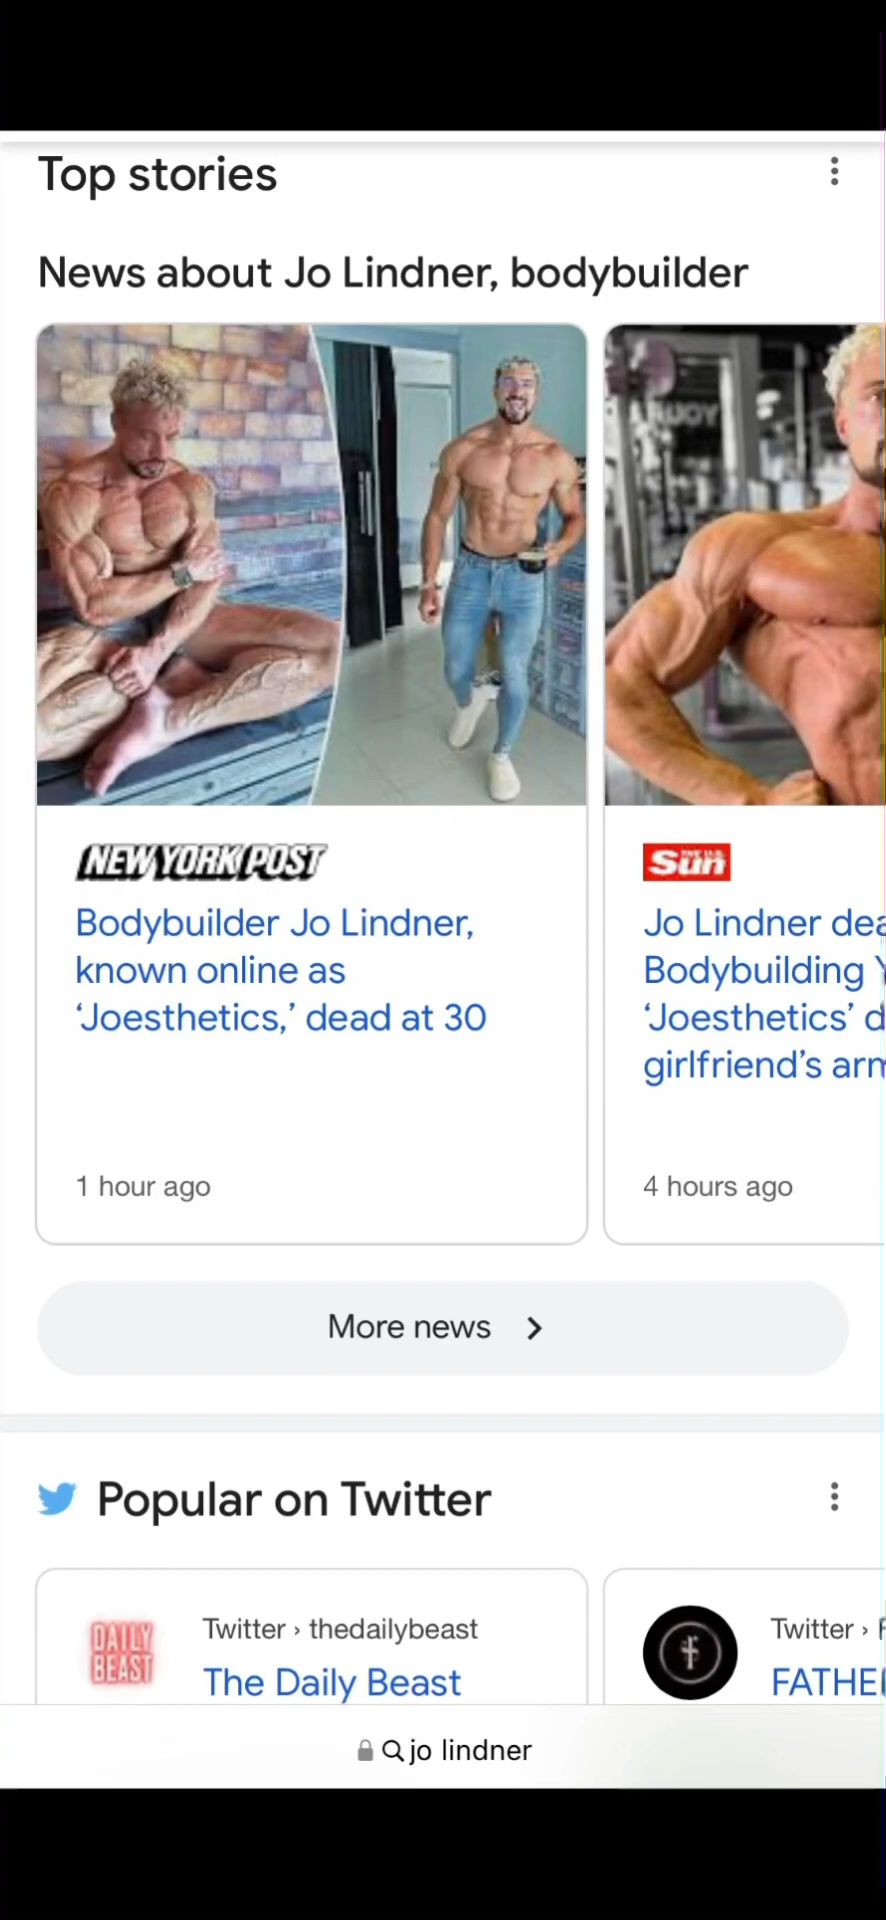 Top stories
News about Jo Lindner, bodybuilder
NEW YORK POST
Bodybuilder Jo Lindner,
known online as
‘Joesthetics,’ dead at 30
1 hour ago
Sun
Jo Lindner dea
Bodybuilding
‘Joesthetics’ d
girlfriend’s arm
4 hours ago
More news
Popular on Twitter
DAILY
BEAST
Twitter › thedailybeast
The Daily Beast
Twitter ›
FATHE
jo lindner